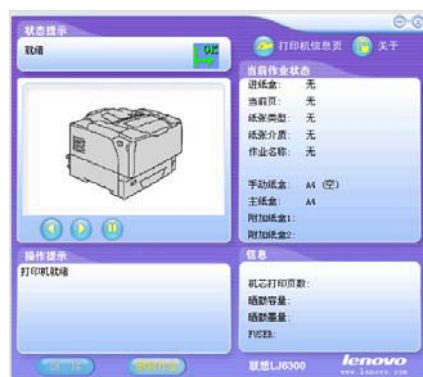 状态提示
就绪
OK
打印机信息页
关于
当前作业状态
进纸盒: 无
当前页: 无
纸张类型: 无
纸张介质: 无
作业名称: 无
手动纸盒: A4 (空)
主纸盒: A4
附加纸盒1:
附加纸盒2:
操作提示
打印机就绪
信息
机芯打印页数:
硒鼓容量:
硒鼓墨量:
FUSER:
联想LJ6300
lenovo
www.lenovo.com